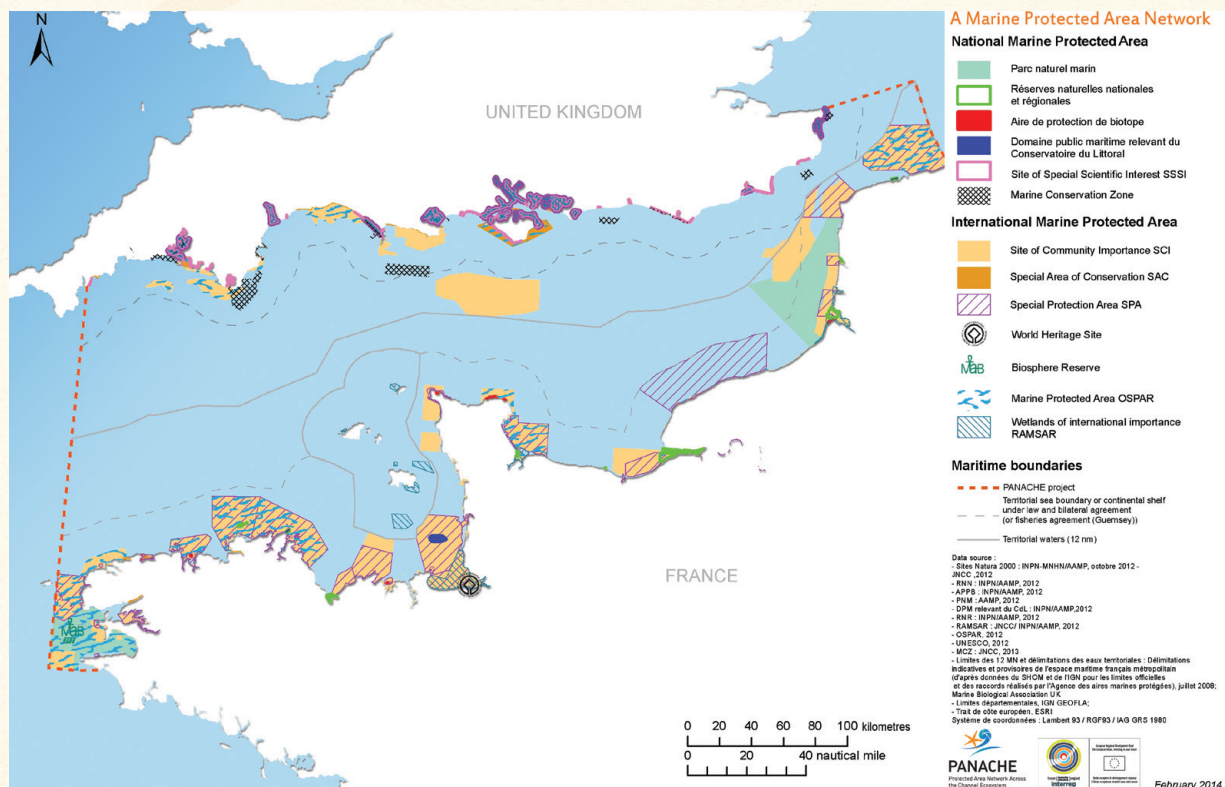 N
UNITED KINGDOM
FRANCE
0 20 40 60 80 100 kilometres
0 20 40 nautical mile
A Marine Protected Area Network
National Marine Protected Area
Parc naturel marin
Réserves naturelles nationales
et régionales
Aire de protection de biotope
Domaine public maritime relevant du
Conservatoire du Littoral
Site of Special Scientific Interest SSSI
Marine Conservation Zone
International Marine Protected Area
Site of Community Importance SCI
Special Area of Conservation SAC
Special Protection Area SPA
World Heritage Site
MaB
Biosphere Reserve
Marine Protected Area OSPAR
Wetlands of international importance
RAMSAR
Maritime boundaries
PANACHE project
Territorial sea boundary or continental shelf
under law and bilateral agreement
(or fisheries agreement (Guernsey))
Territorial waters (12 nm)
Data source :
- Sites Natura 2000 : INPN-MNHN/AAMP, octobre 2012 -
JNCC ,2012
- RNN : INPN/AAMP, 2012
- APPB : INPN/AAMP, 2012
- PNM : AAMP, 2012
- DPM relevant du CdL : INPN/AAMP,2012
- RNR : INPN/AAMP, 2012
- RAMSAR : JNCC/ INPN/AAMP, 2012
- OSPAR, 2012
- UNESCO, 2012
- MCZ : JNCC, 2013
- Limites des 12 MN et délimitations des eaux territoriales : Délimitations
indicatives et provisoires de l'espace maritime français métropolitain
(d'après données du SHOM et de l'IGN pour les limites officielles
et des raccords réalisés par l'Agence des aires marines protégées), juillet 2008;
Marine Biological Association UK
- Limites départementales, IGN GEOFLA;
- Trait de côte européen, ESRI
Système de coordonnées : Lambert 93 / RGF93 / IAG GRS 1980
PANACHE
Protected Area Network Across
the Channel Ecosystem
interreg
February 2014
MaB